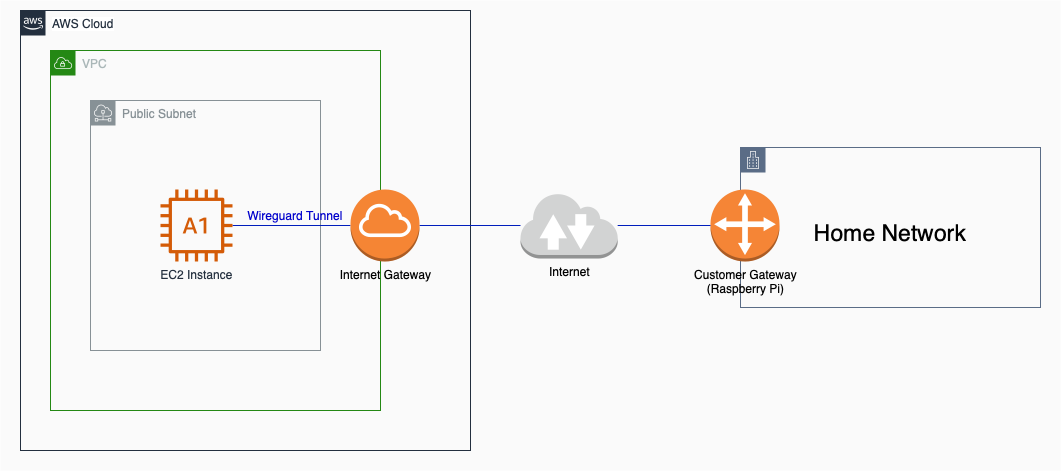 aws
AWS Cloud
VPC
Public Subnet
A1
EC2 Instance
Wireguard Tunnel
Internet Gateway
Internet
Customer Gateway
(Raspberry Pi)
Home Network